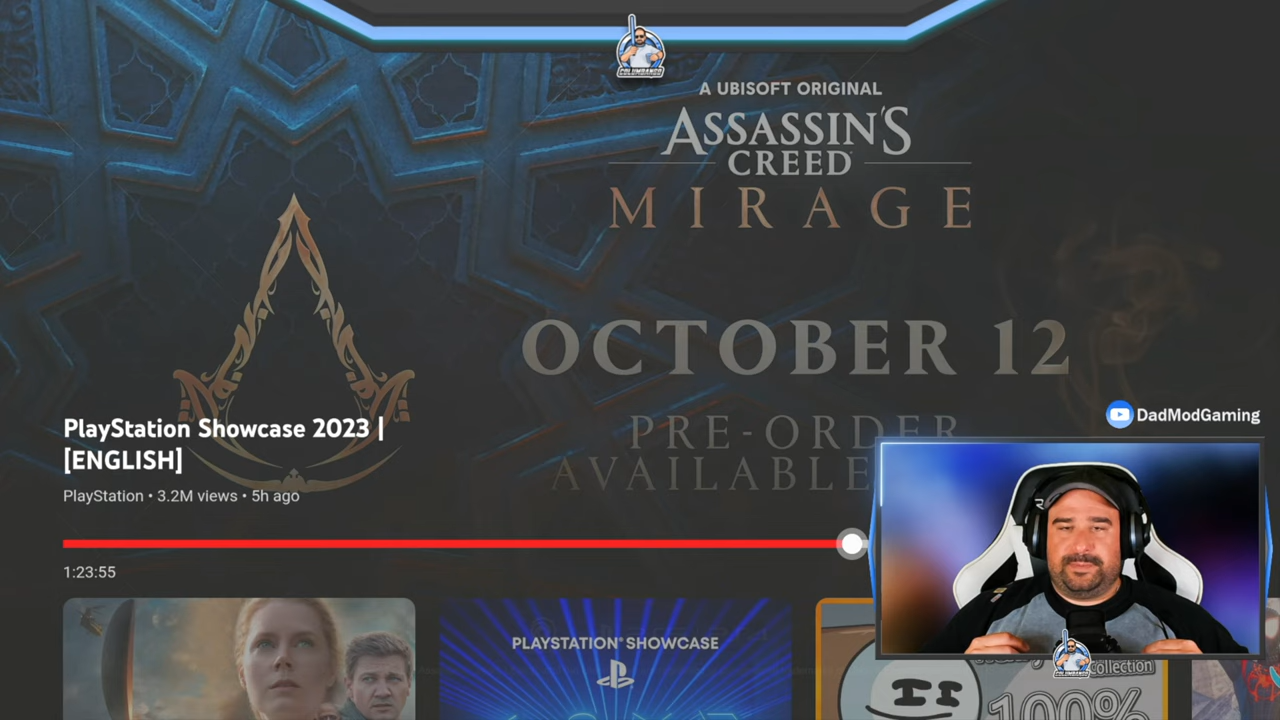 COLUMBANGO
A UBISOFT ORIGINAL
ASSASSIN'S
CREED
MIRAGE
OCTOBER 12
PRE-ORDER
AVAILABLE
DadModGaming
PlayStation Showcase 2023 |
[ENGLISH]
PlayStation • 3.2M views • 5h ago
1:23:55
PLAYSTATION® SHOWCASE
collection
100%